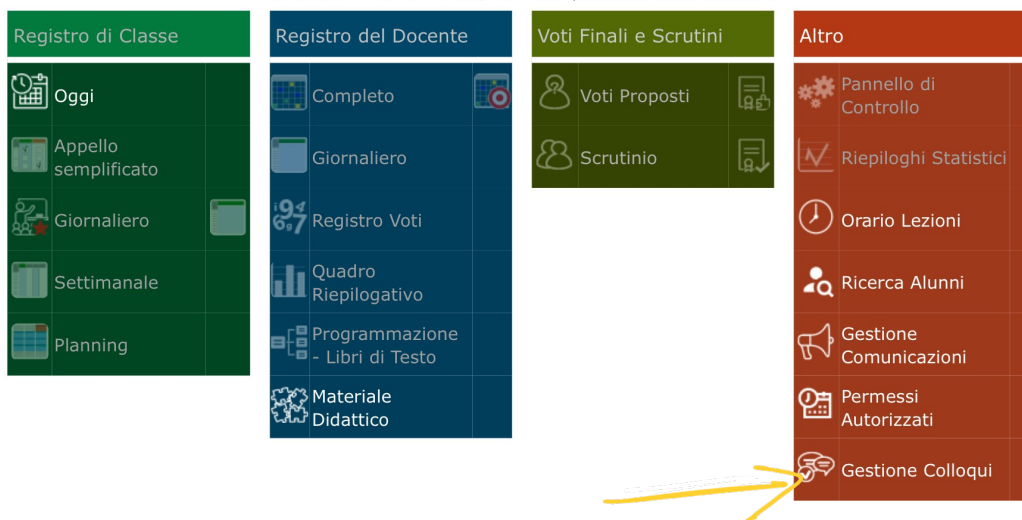 Registro di Classe
Oggi
Appello
semplificato
Giornaliero
Settimanale
Planning
Registro del Docente
Completo
Giornaliero
Registro Voti
Quadro
Riepilogativo
Programmazione
- Libri di Testo
Materiale
Didattico
Voti Finali e Scrutini
Voti Proposti
Scrutinio
Altro
Pannello di
Controllo
Riepiloghi Statistici
Orario Lezioni
Ricerca Alunni
Gestione
Comunicazioni
Permessi
Autorizzati
Gestione Colloqui